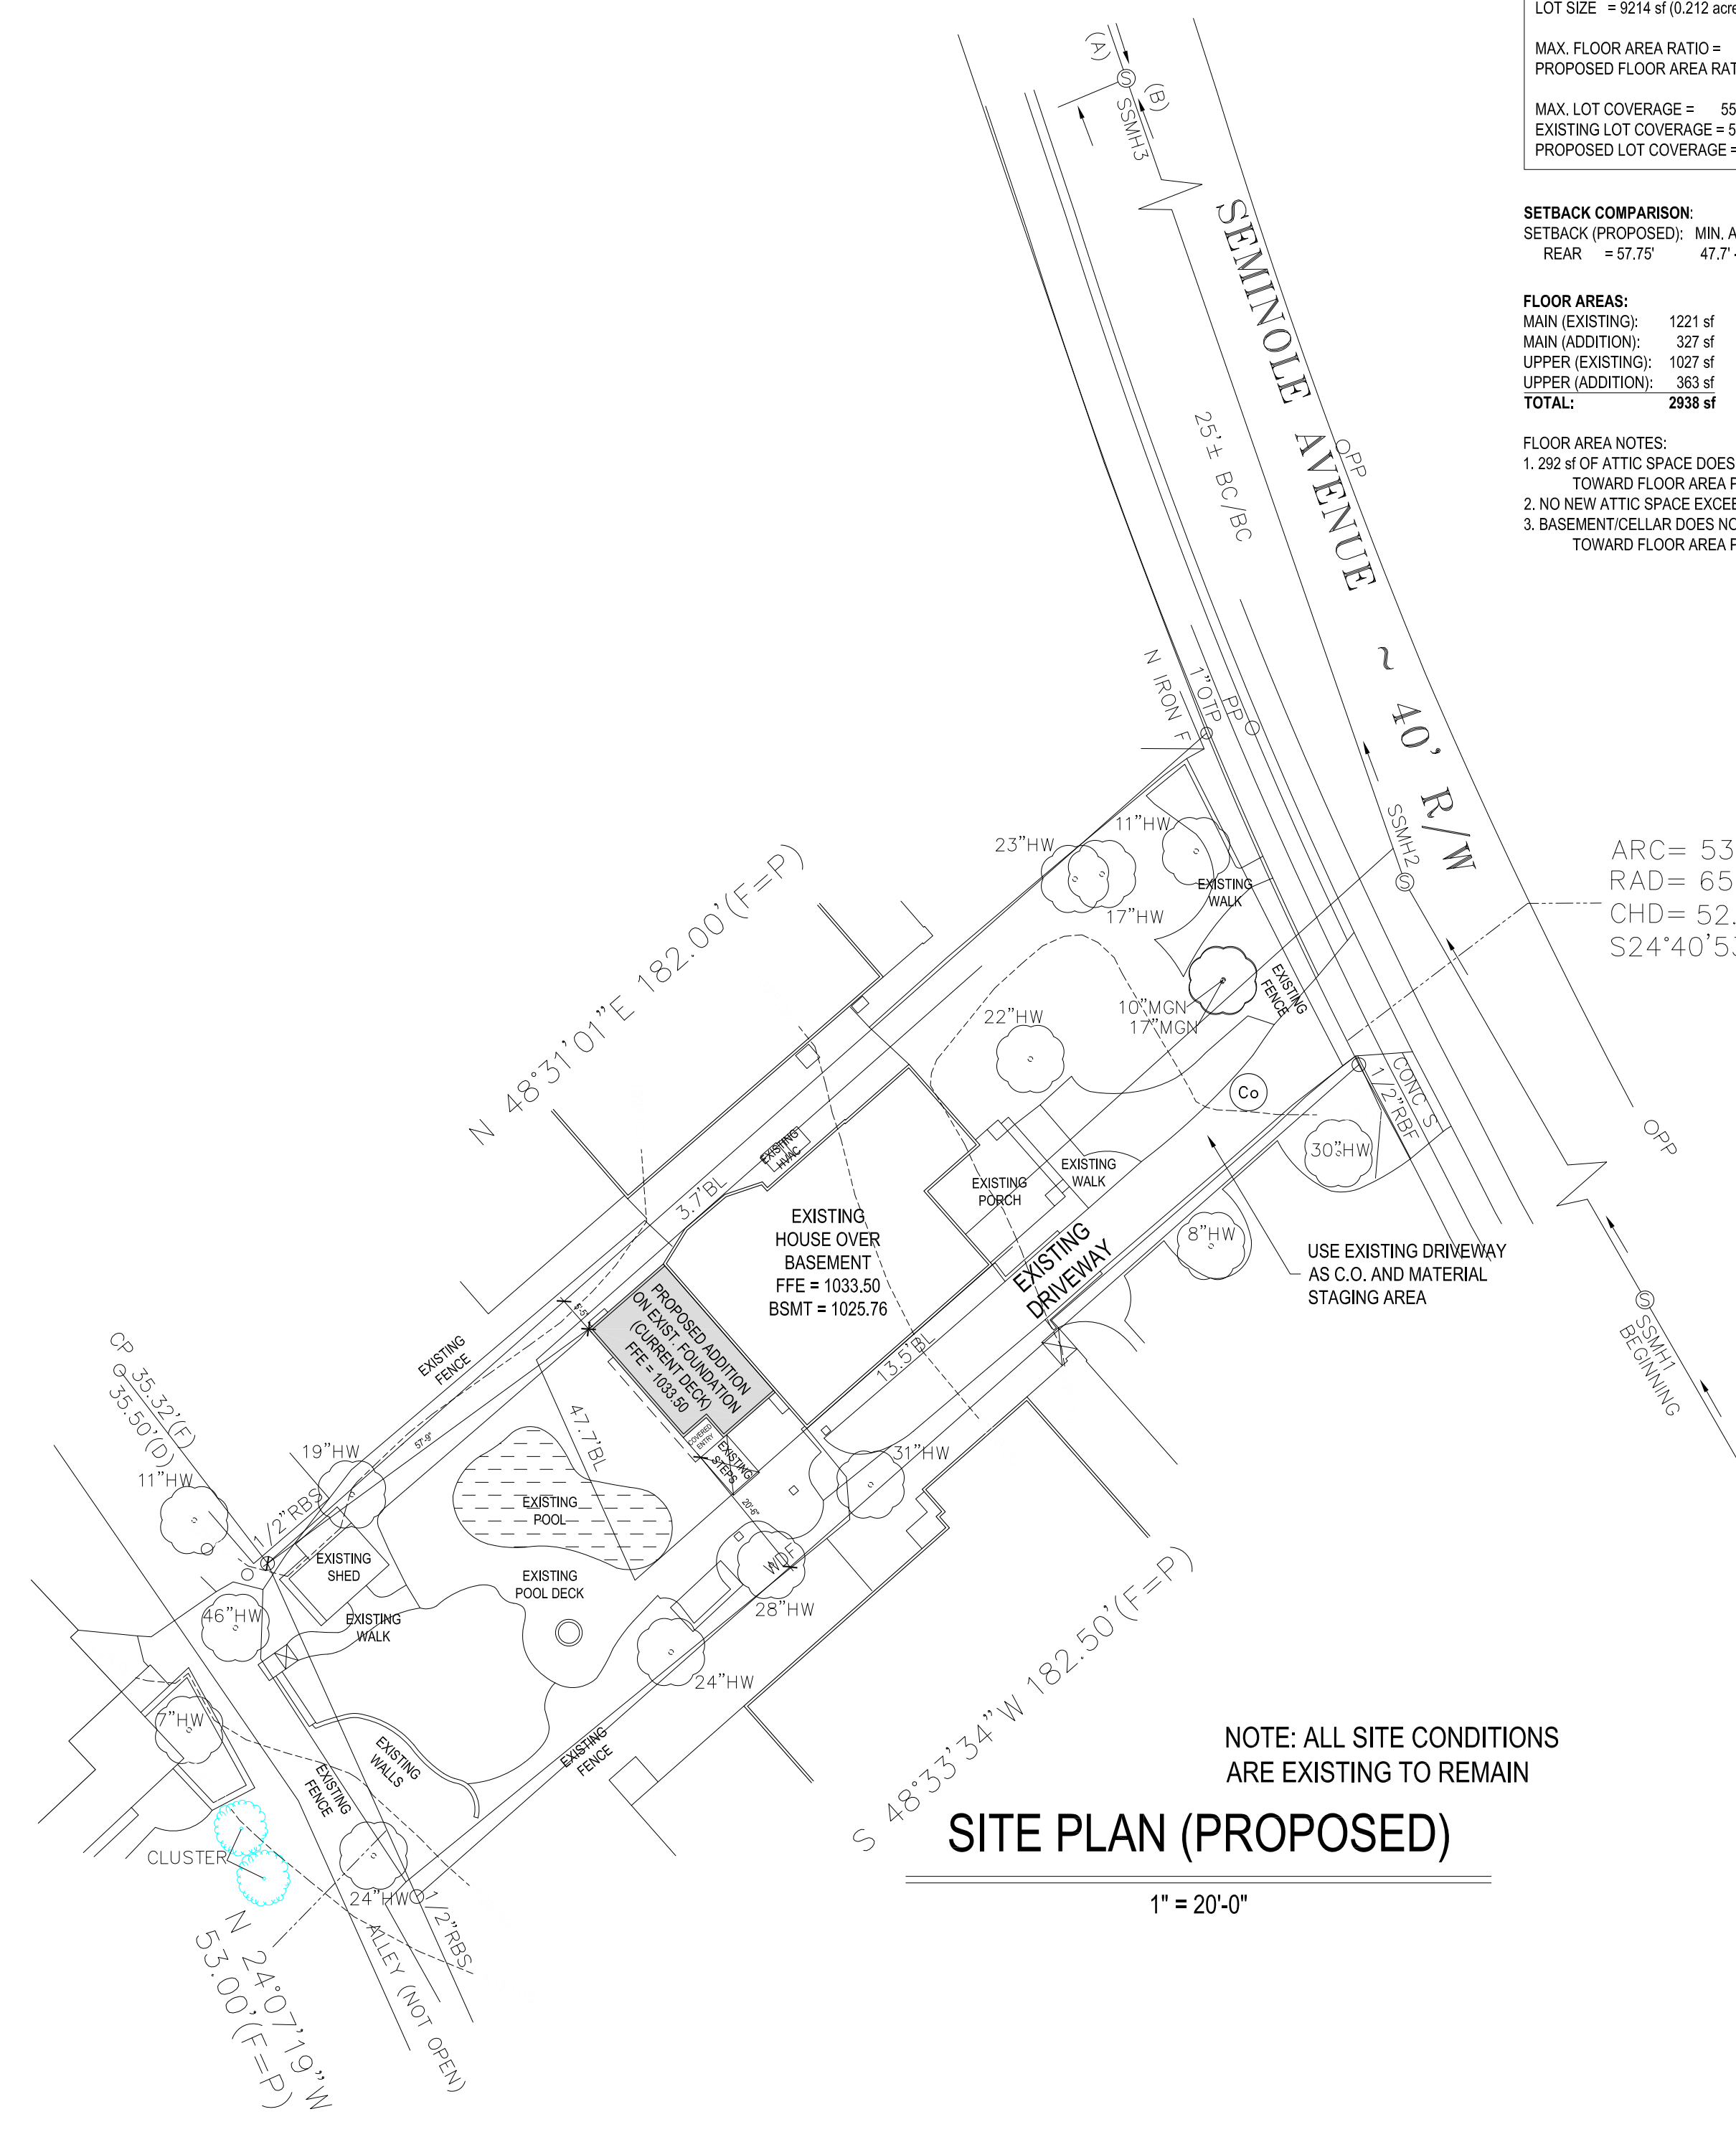 LOT SIZE = 9214 sf (0.212 acre
MAX. FLOOR AREA RATIO =
PROPOSED FLOOR AREA RAT
MAX. LOT COVERAGE = 55
EXISTING LOT COVERAGE = 5
PROPOSED LOT COVERAGE =
SETBACK COMPARISON:
SETBACK (PROPOSED): MIN. A
REAR = 57.75' 47.7' -
FLOOR AREAS:
MAIN (EXISTING): 1221 sf
MAIN (ADDITION): 327 sf
UPPER (EXISTING): 1027 sf
UPPER (ADDITION): 363 sf
TOTAL: 2938 sf
FLOOR AREA NOTES:
1. 292 sf OF ATTIC SPACE DOES
TOWARD FLOOR AREA
2. NO NEW ATTIC SPACE EXCEE
3. BASEMENT/CELLAR DOES NO
TOWARD FLOOR AREA
(A)
(B)
SSMH3
SEMINOLE AVENUE ~ 40' R/W
25'± BC/BC
OPP
N IRON F
1"OTP
PP
SSMH2
ARC= 53
RAD= 65
CHD= 52.
S24°40'53
11"HW
23"HW
17"HW
EXISTING
WALK
10"MGN
17"MGN
EXISTING
FENCE
22"HW
Co
CONC S
1/2"RBF
30"HW
8"HW
OPP
N 48°31'01"E 182.00'(F=P)
EXISTING
HVAC
3.7'BL
EXISTING
HOUSE OVER
BASEMENT
FFE = 1033.50
BSMT = 1025.76
EXISTING
PORCH
EXISTING
WALK
EXISTING
DRIVEWAY
USE EXISTING DRIVEWAY
AS C.O. AND MATERIAL
STAGING AREA
SSMH1
BEGINNING
PROPOSED ADDITION
ON EXIST. FOUNDATION
(CURRENT DECK)
FFE = 1033.50
COVERED
ENTRY
EXISTING
STEPS
13.5'BL
EXISTING
FENCE
57'-9"
47.7'BL
20'-6"
CP
35.32'(F)
35.50'(D)
11"HW
19"HW
1/2"RBS
EXISTING
SHED
EXISTING
POOL
EXISTING
POOL DECK
31"HW
WDF
28"HW
24"HW
46"HW
EXISTING
WALK
7"HW
EXISTING
WALLS
EXISTING
FENCE
EXISTING
FENCE
CLUSTER
24"HW
1/2"RBS
ALLEY (NOT OPEN)
N 24°07'19"W
53.00'(F=P)
S 48°33'34"W 182.50'(F=P)
NOTE: ALL SITE CONDITIONS
ARE EXISTING TO REMAIN
SITE PLAN (PROPOSED)
1" = 20'-0"